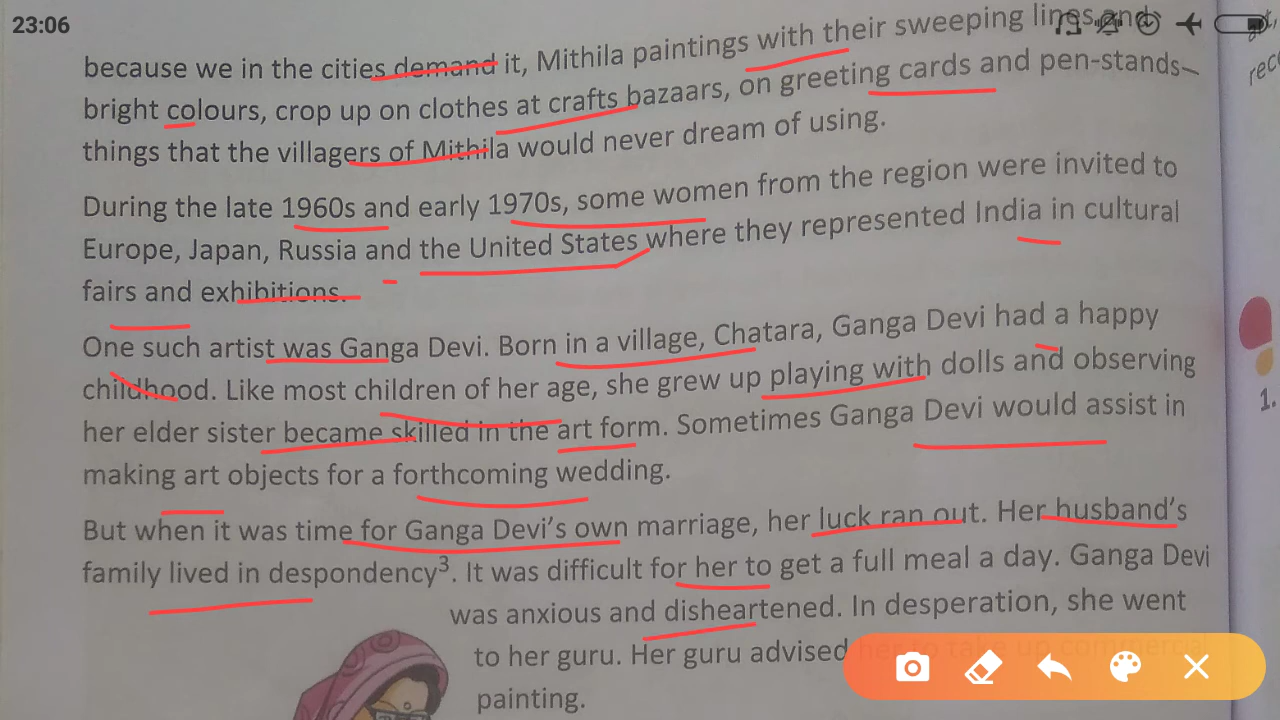 23:06
because we in the cities demand it, Mithila paintings with their sweeping lines and
bright colours, crop up on clothes at crafts bazaars, on greeting cards and pen-stands–
things that the villagers of Mithila would never dream of using.
During the late 1960s and early 1970s, some women from the region were invited to
Europe, Japan, Russia and the United States where they represented India in cultural
fairs and exhibitions.
One such artist was Ganga Devi. Born in a village, Chatara, Ganga Devi had a happy
childhood. Like most children of her age, she grew up playing with dolls and observing
her elder sister became skilled in the art form. Sometimes Ganga Devi would assist in
making art objects for a forthcoming wedding.
But when it was time for Ganga Devi's own marriage, her luck ran out. Her husband's
family lived in despondency³. It was difficult for her to get a full meal a day. Ganga Devi
was anxious and disheartened. In desperation, she went
to her guru. Her guru advised her to take up commercial
painting.
1.